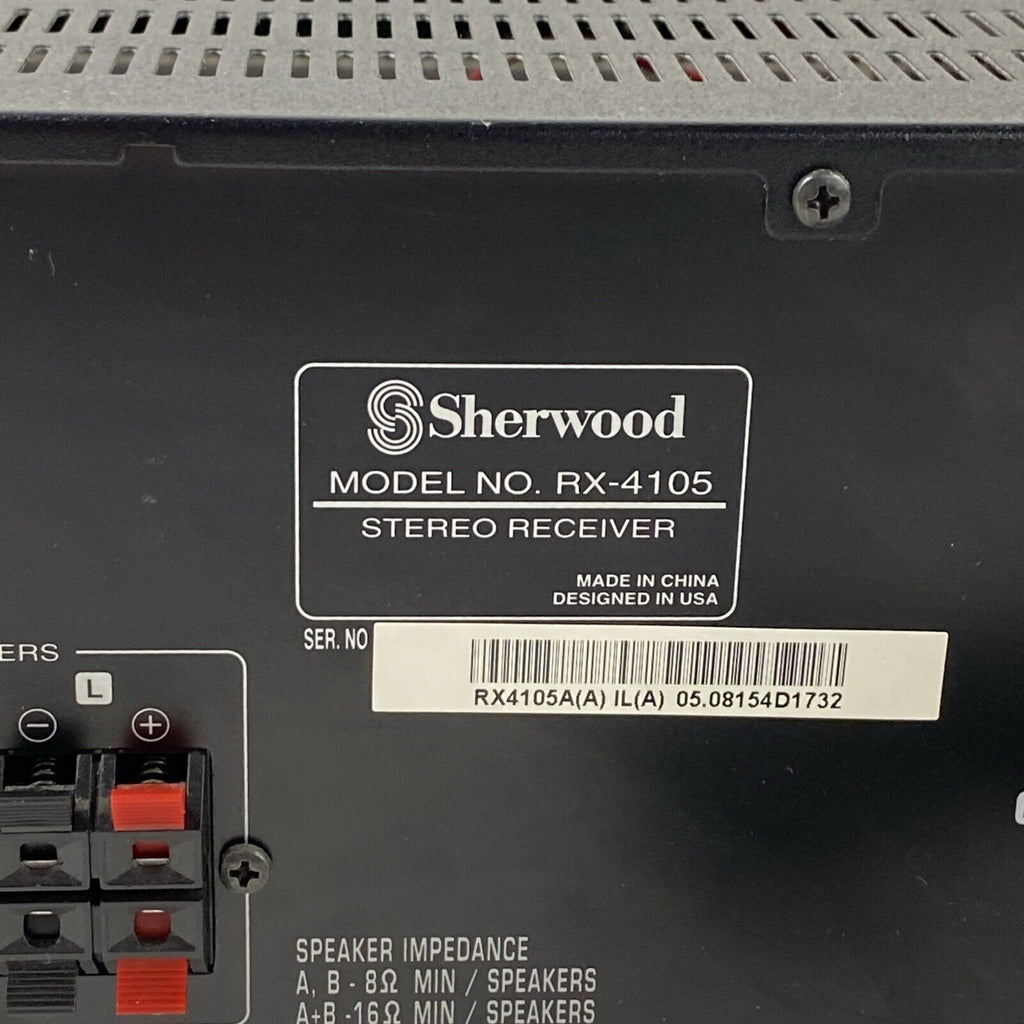 Sherwood
MODEL NO. RX-4105
STEREO RECEIVER
MADE IN CHINA
DESIGNED IN USA
SER. NO
RX4105A(A) IL(A) 05.08154D1732
ERS
L
− +
SPEAKER IMPEDANCE
A, B - 8Ω MIN / SPEAKERS
A+B -16Ω MIN / SPEAKERS